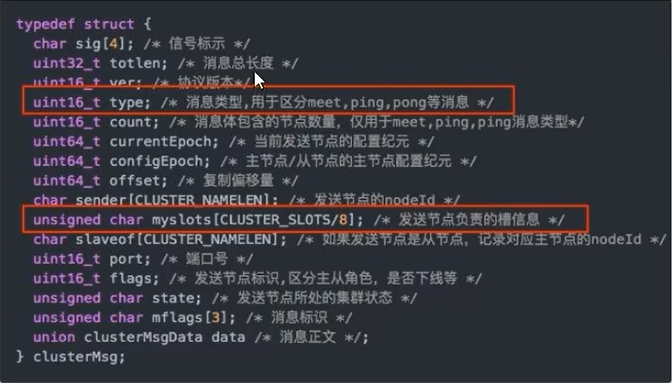 typedef struct {
char sig[4]; /* 信号标示 */
uint32_t totlen; /* 消息总长度 */
uint16_t ver; /* 协议版本*/
uint16_t type; /* 消息类型,用于区分meet,ping,pong等消息 */
uint16_t count; /* 消息体包含的节点数量，仅用于meet,ping,ping消息类型*/
uint64_t currentEpoch; /* 当前发送节点的配置纪元 */
uint64_t configEpoch; /* 主节点/从节点的主节点配置纪元 */
uint64_t offset; /* 复制偏移量 */
char sender[CLUSTER_NAMELEN]; /* 发送节点的nodeId */
unsigned char myslots[CLUSTER_SLOTS/8]; /* 发送节点负责的槽信息 */
char slaveof[CLUSTER_NAMELEN]; /* 如果发送节点是从节点，记录对应主节点的nodeId */
uint16_t port; /* 端口号 */
uint16_t flags; /* 发送节点标识,区分主从角色，是否下线等 */
unsigned char state; /* 发送节点所处的集群状态 */
unsigned char mflags[3]; /* 消息标识 */
union clusterMsgData data /* 消息正文 */;
} clusterMsg;